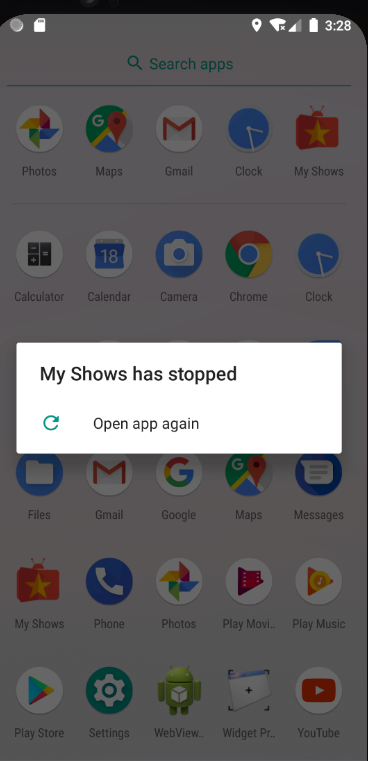 3:28
Search apps
Photos Maps Gmail Clock My Shows
Calculator Calendar Camera Chrome Clock
My Shows has stopped
Open app again
Files Gmail Google Maps Messages
My Shows Phone Photos Play Movi.. Play Music
Play Store Settings WebView.. Widget Pr.. YouTube